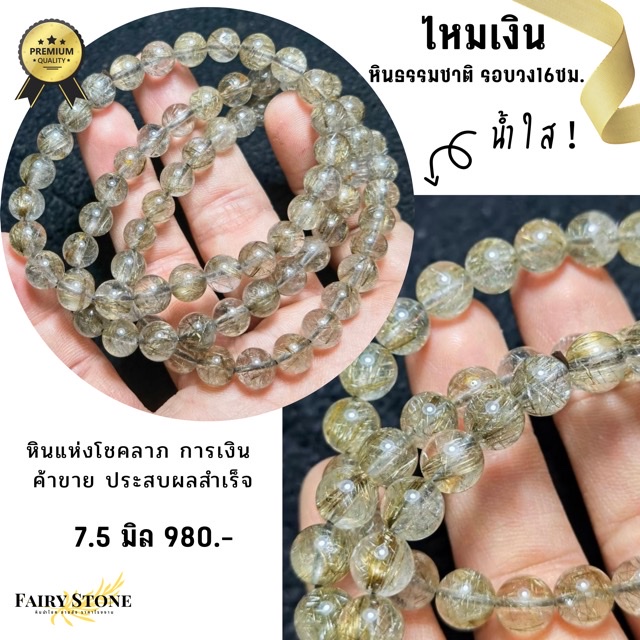 PREMIUM
QUALITY
ไหมเงิน
หินธรรมชาติ รอบวง16ซม.
น้ำใส !
หินแห่งโชคลาภ การเงิน
ค้าขาย ประสบผลสำเร็จ
7.5 มิล 980.-
FAIRY STONE